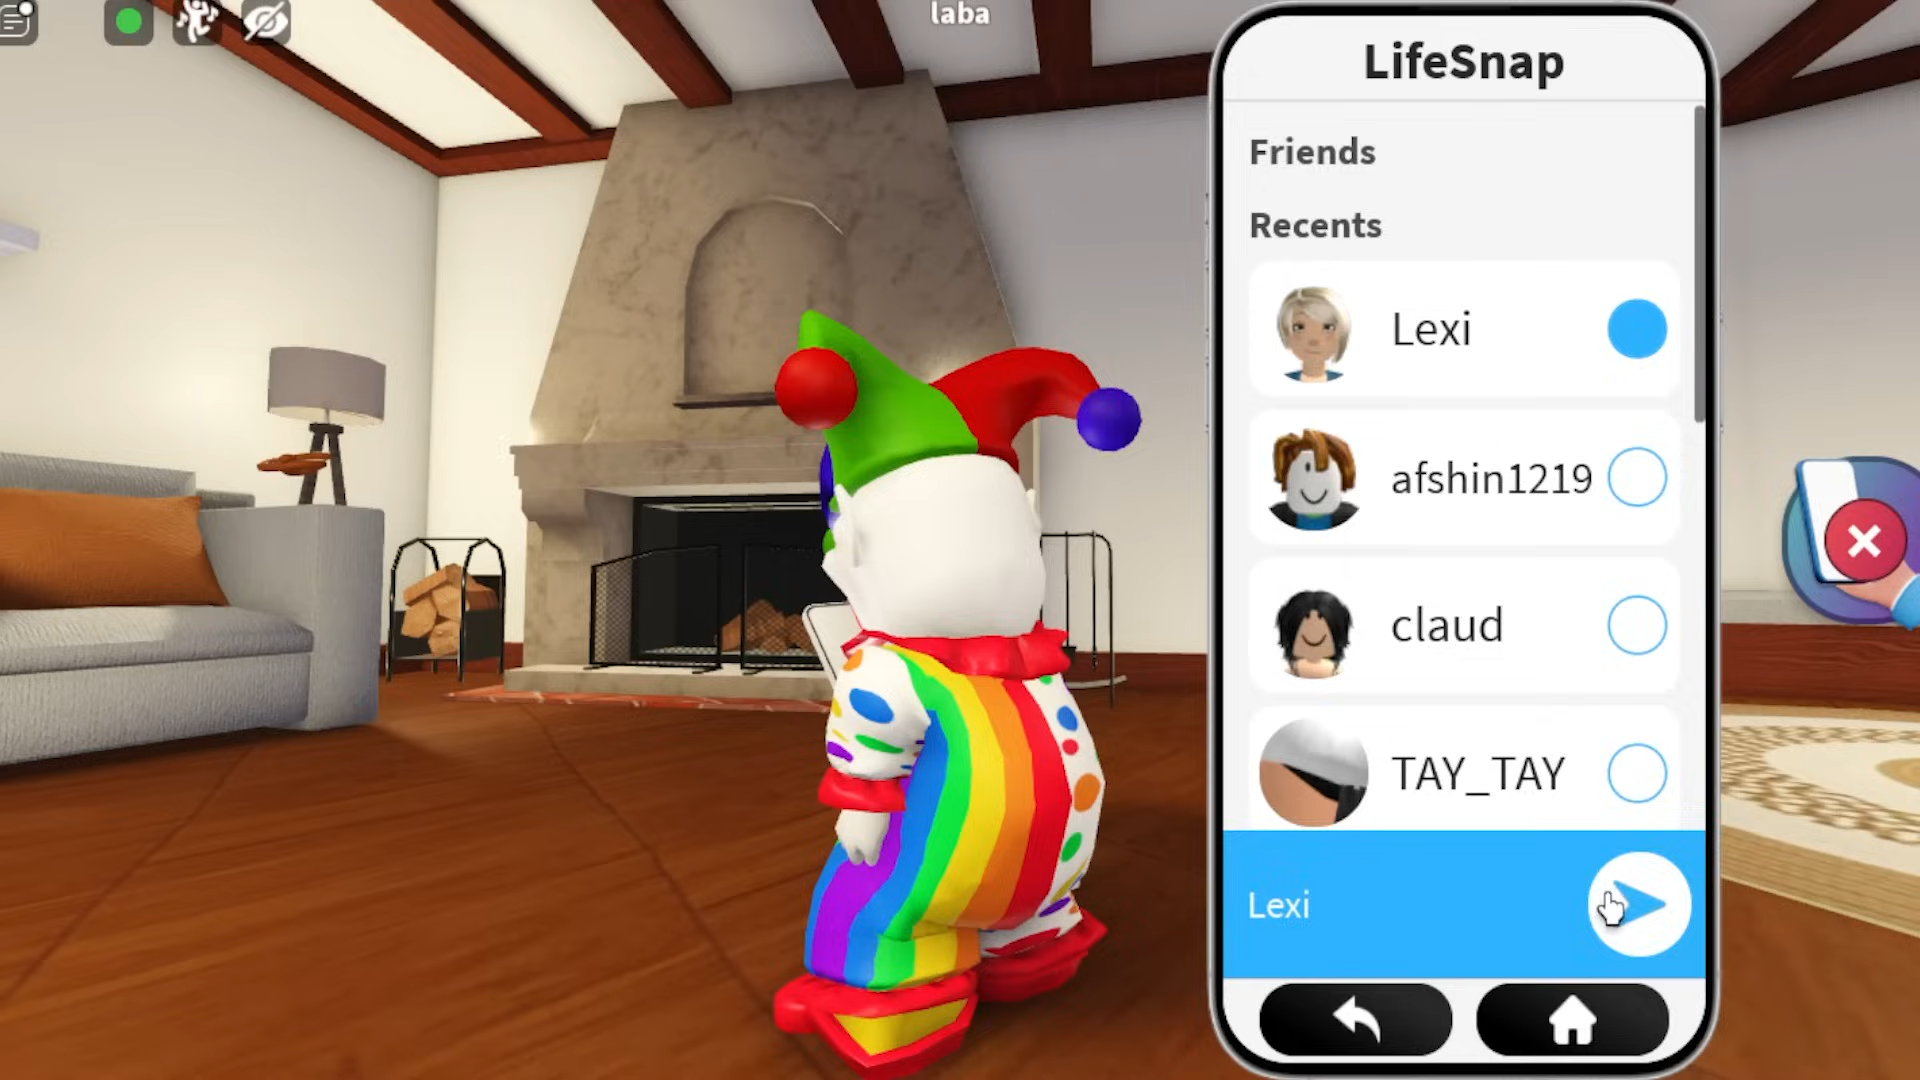 laba
LifeSnap
Friends
Recents
Lexi
afshin1219
claud
TAY_TAY
Lexi